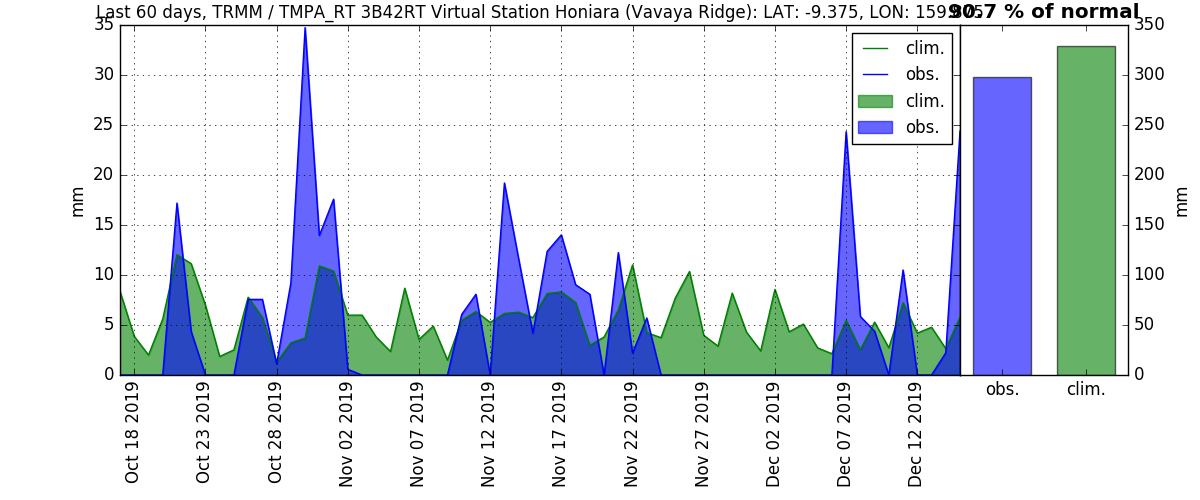 Last 60 days, TRMM / TMPA_RT 3B42RT Virtual Station Honiara (Vavaya Ridge): LAT: -9.375, LON: 159.875
90.7 % of normal
35
30
25
20
15
10
5
0
mm
clim.
obs.
clim.
obs.
350
300
250
200
150
100
50
0
mm
obs.
clim.
Oct 18 2019
Oct 23 2019
Oct 28 2019
Nov 02 2019
Nov 07 2019
Nov 12 2019
Nov 17 2019
Nov 22 2019
Nov 27 2019
Dec 02 2019
Dec 07 2019
Dec 12 2019